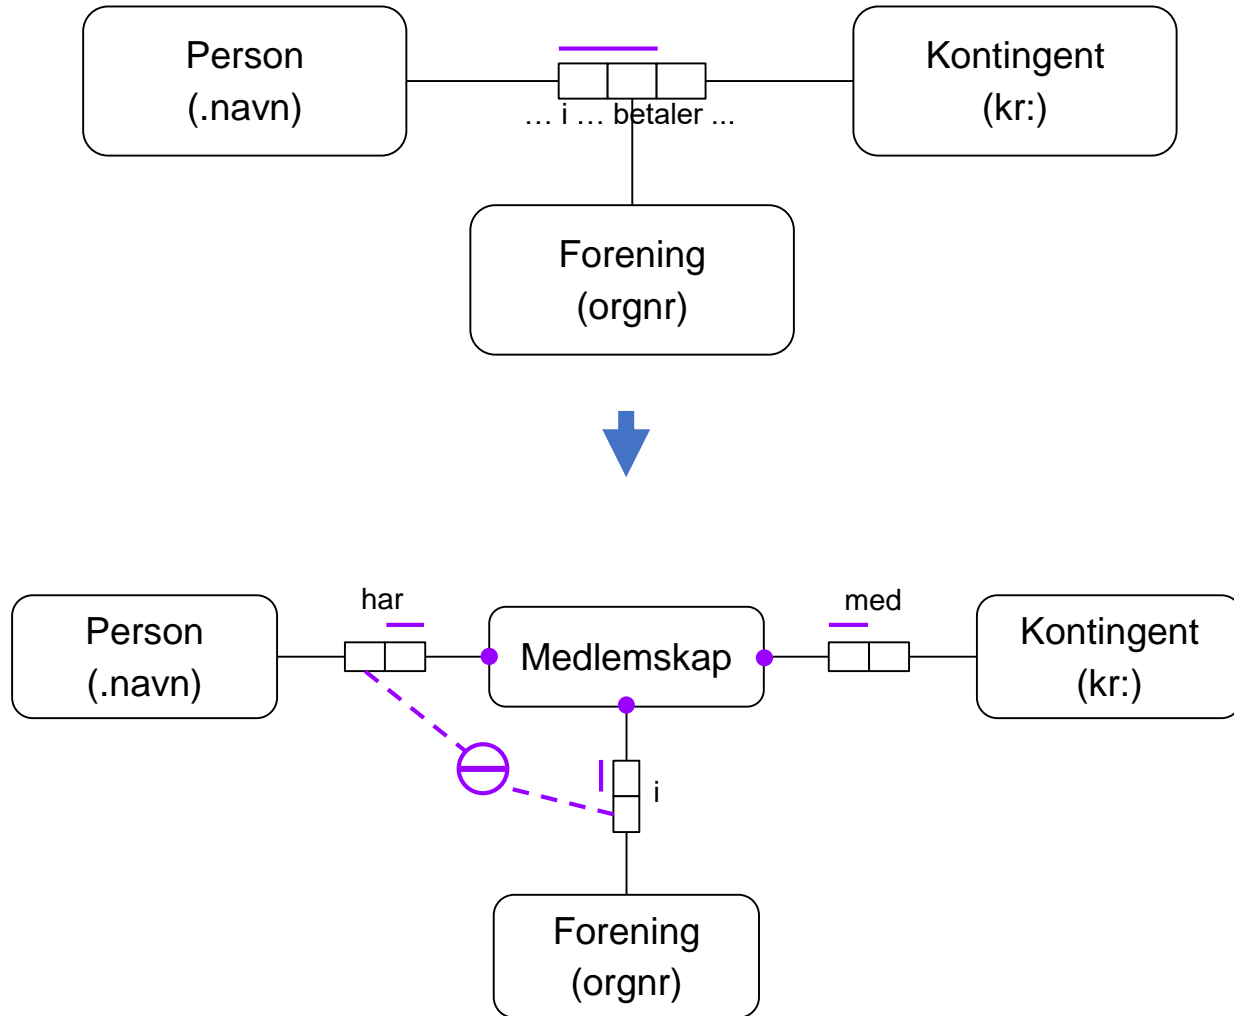 Person
(.navn)
Kontingent
(kr:)
… i … betaler ...
Forening
(orgnr)
har
med
Person
(.navn)
Medlemskap
Kontingent
(kr:)
i
Forening
(orgnr)